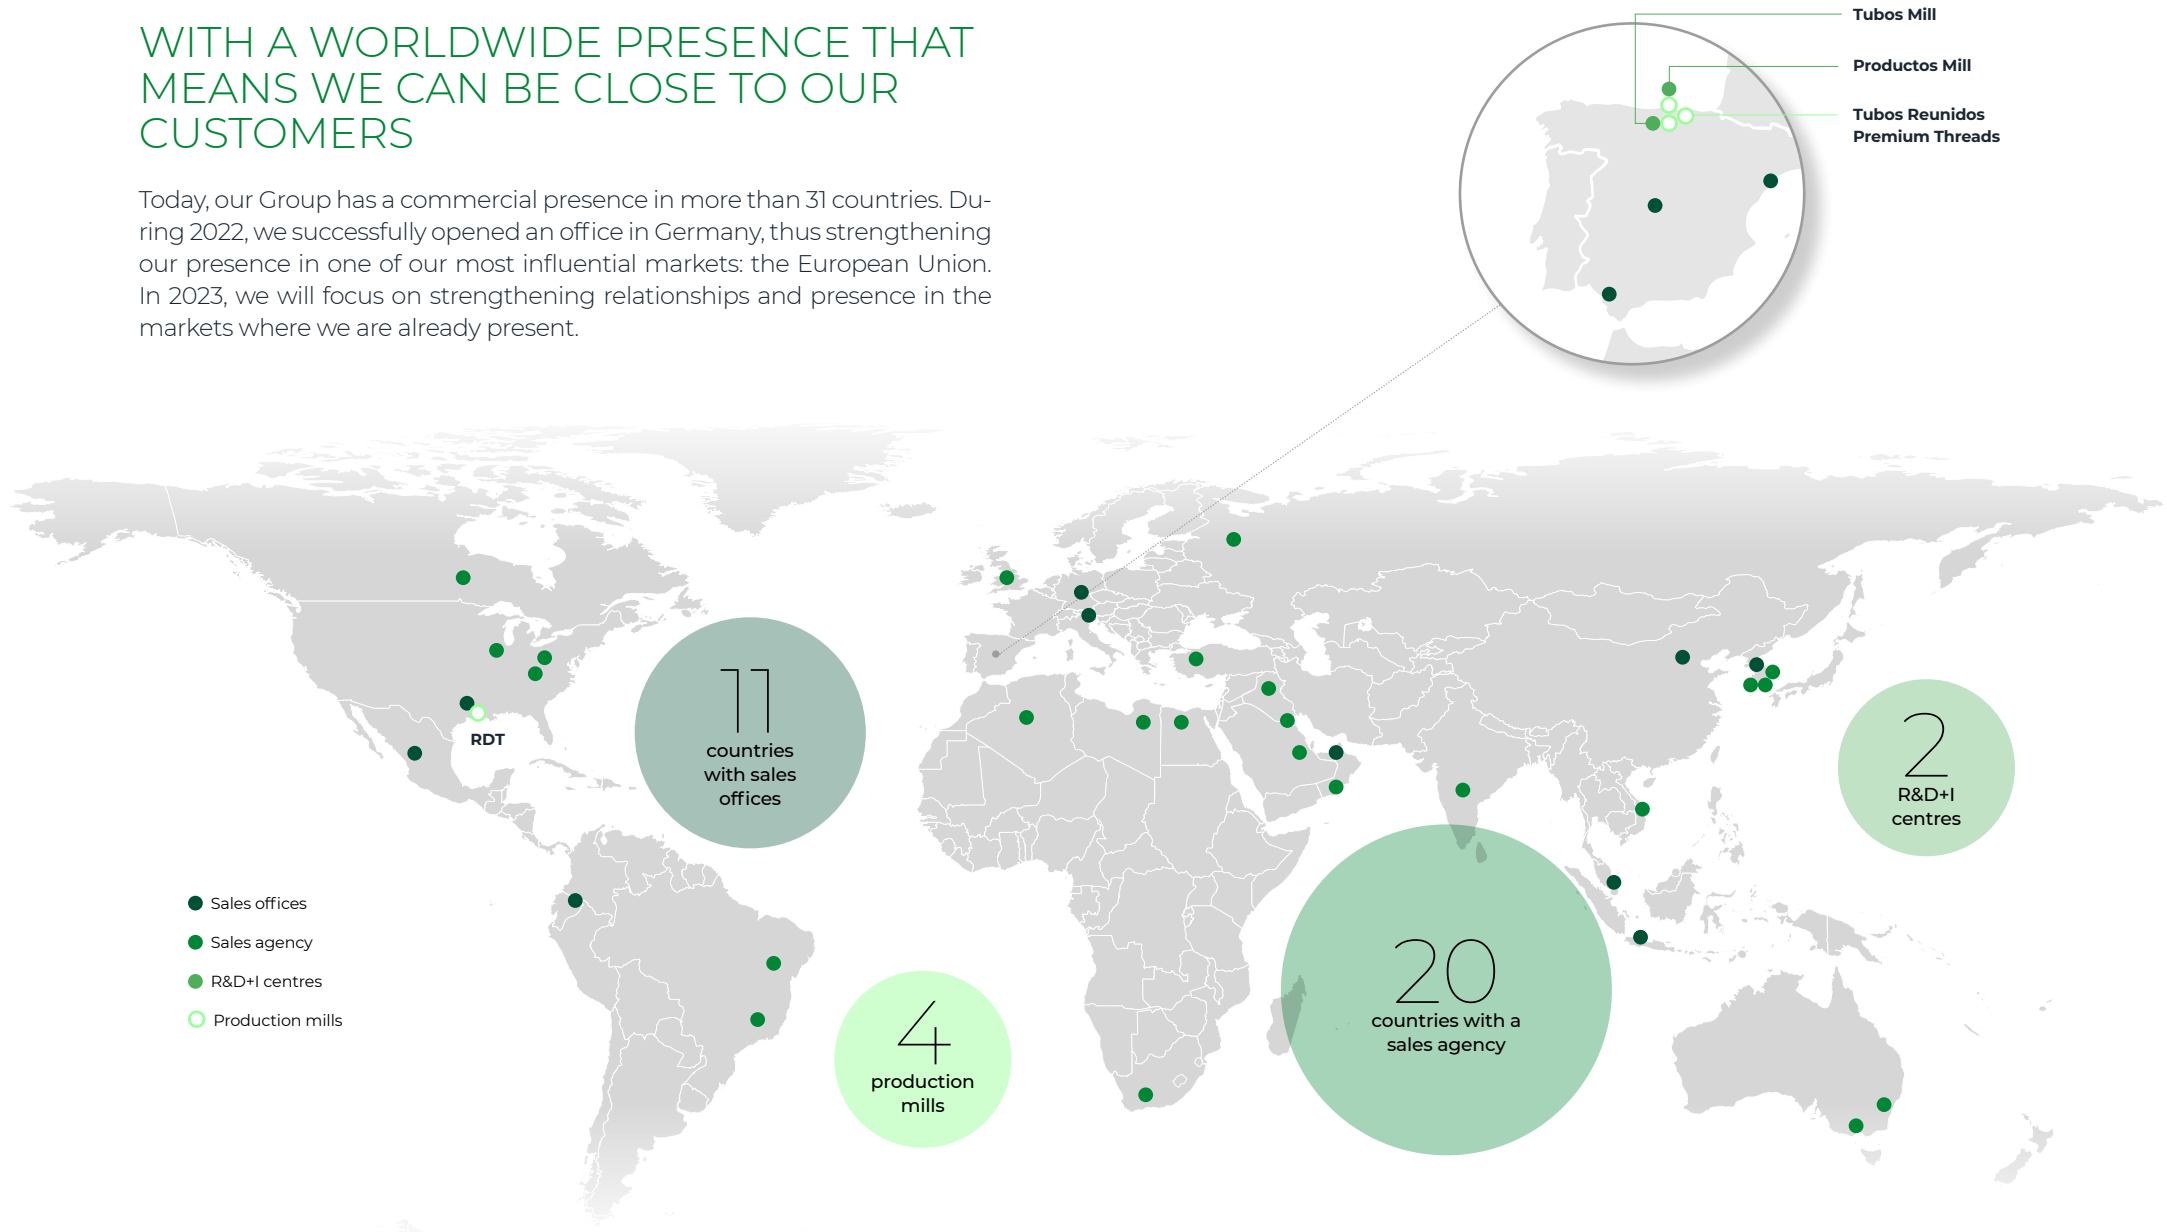 WITH A WORLDWIDE PRESENCE THAT
MEANS WE CAN BE CLOSE TO OUR
CUSTOMERS
Today, our Group has a commercial presence in more than 31 countries. Du-
ring 2022, we successfully opened an office in Germany, thus strengthening
our presence in one of our most influential markets: the European Union.
In 2023, we will focus on strengthening relationships and presence in the
markets where we are already present.
Tubos Mill
Productos Mill
Tubos Reunidos
Premium Threads
RDT
11
countries
with sales
offices
2
R&D+I
centres
Sales offices
Sales agency
R&D+I centres
Production mills
4
production
mills
20
countries with a
sales agency